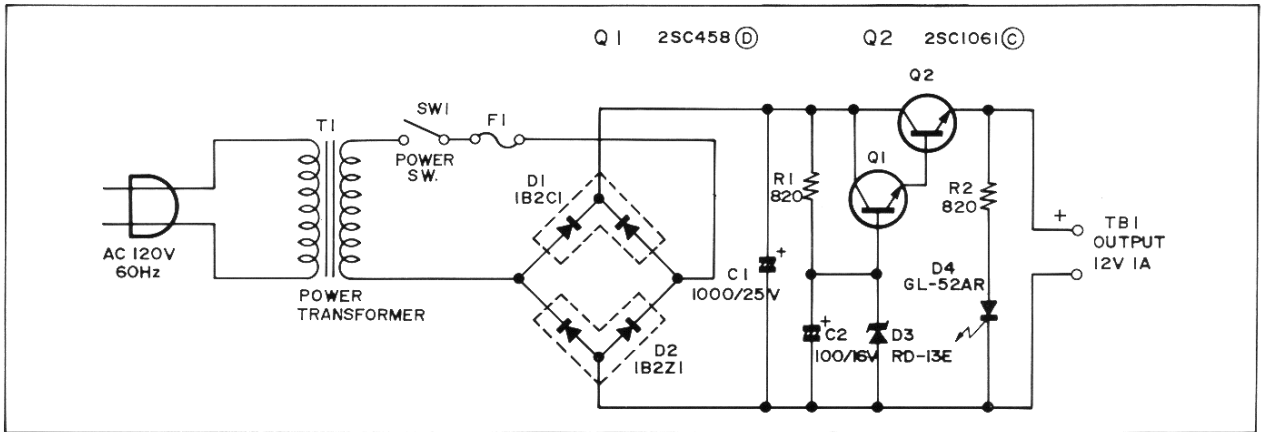 Q1 2SC458 Ⓓ Q2 2SC1061 Ⓒ
Q2
SW1
F1
T1
POWER
SW.
Q1
D1
1B2C1
R1
820
R2
820
+
TB1
OUTPUT
12V 1A
AC 120V
60Hz
POWER
TRANSFORMER
+
C1
1000/25V
D4
GL-52AR
+
C2
100/16V
D3
RD-13E
D2
1B2Z1